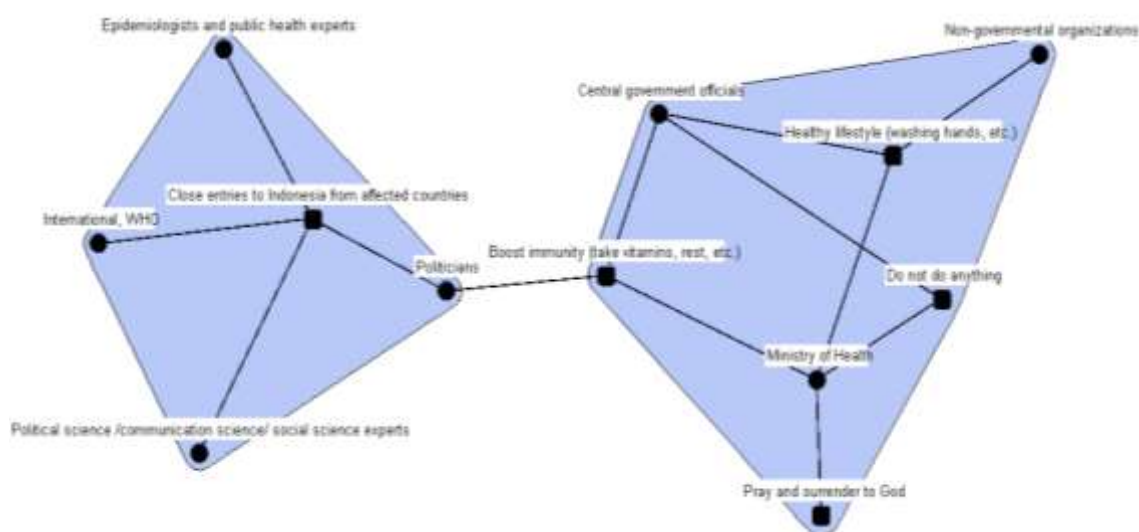 Epidemiologists and public health experts
Non-governmental organizations
Central government officials
Healthy lifestyle (washing hands, etc.)
Close entries to Indonesia from affected countries
International, WHO
Boost immunity (take vitamins, rest, etc.)
Politicians
Do not do anything
Ministry of Health
Political science /communication science/ social science experts
Pray and surrender to God